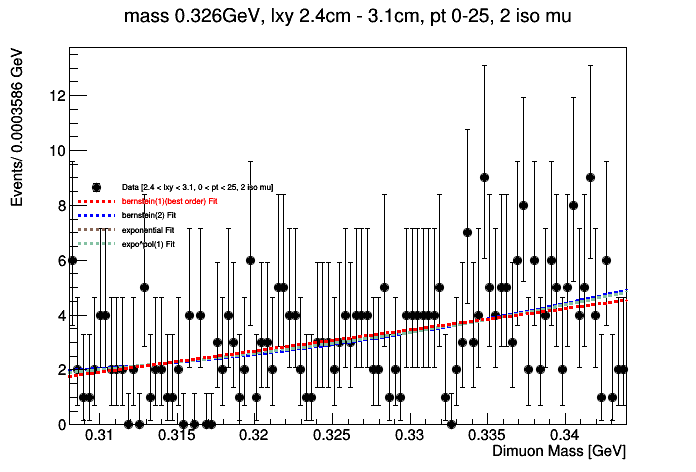 mass 0.326GeV, lxy 2.4cm - 3.1cm, pt 0-25, 2 iso mu
Events/ 0.0003586 GeV
12
10
8
6
4
2
0
Data [2.4 < lxy < 3.1, 0 < pt < 25, 2 iso mu]
bernstein(1)(best order) Fit
bernstein(2) Fit
exponential Fit
expo*pol(1) Fit
0.31 0.315 0.32 0.325 0.33 0.335 0.34
Dimuon Mass [GeV]